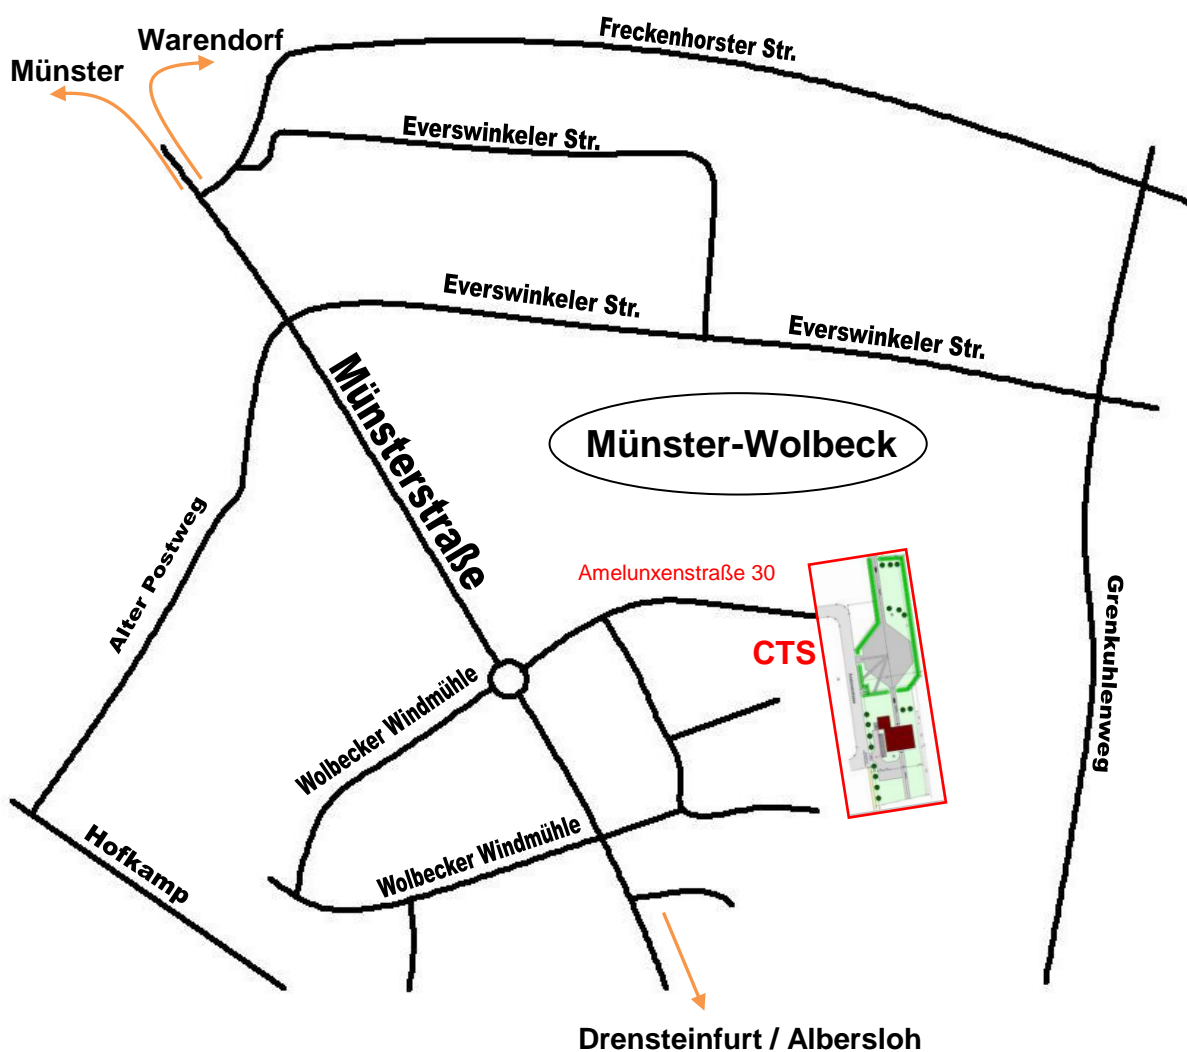 Freckenhorster Str.
Warendorf
Münster
Everswinkeler Str.
Everswinkeler Str.
Everswinkeler Str.
Münsterstraße
Münster-Wolbeck
Alter Postweg
Amelunxenstraße 30
CTS
Grenkuhlenweg
Wolbecker Windmühle
Wolbecker Windmühle
Hofkamp
Drensteinfurt / Albersloh